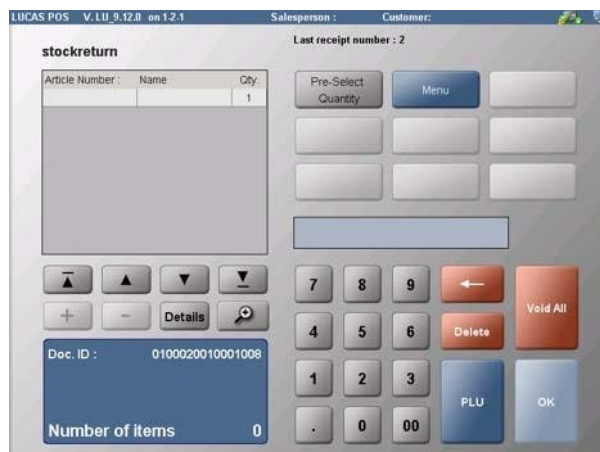 LUCAS POS V. LU_9.12.0 on 1-2-1 Salesperson : Customer:
Last receipt number : 2
stockreturn
Article Number : Name Qty.
1
Pre-Select
Quantity
Menu
7 8 9
Void All
+ - Details
4 5 6 Delete
Doc. ID : 0100020010001008
1 2 3
PLU OK
Number of items 0
. 0 00